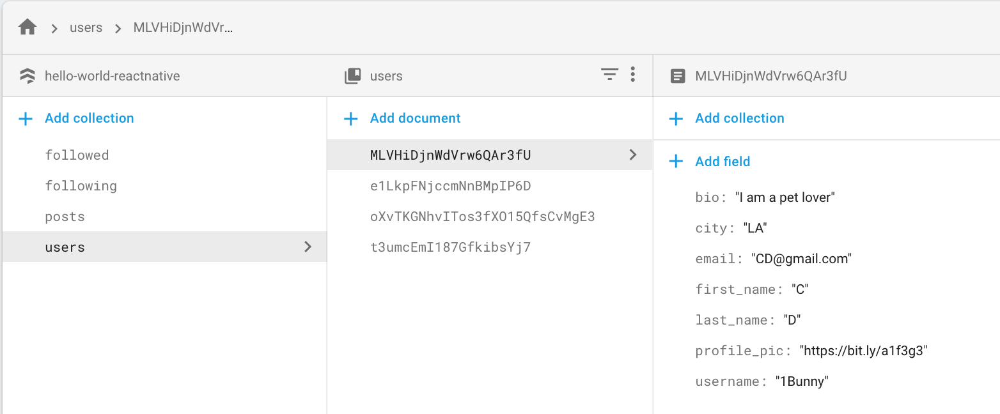 users
MLVHiDjnWdVr...
hello-world-reactnative
users
MLVHiDjnWdVrw6QAr3fU
Add collection
followed
following
posts
users
Add document
MLVHiDjnWdVrw6QAr3fU
e1LkpFNjccmNnBMpIP6D
oXvTKGNhvITos3fXO15QfsCvMgE3
t3umcEmI187GfkibsYj7
Add collection
Add field
bio: "I am a pet lover"
city: "LA"
email: "CD@gmail.com"
first_name: "C"
last_name: "D"
profile_pic: "https://bit.ly/a1f3g3"
username: "1Bunny"